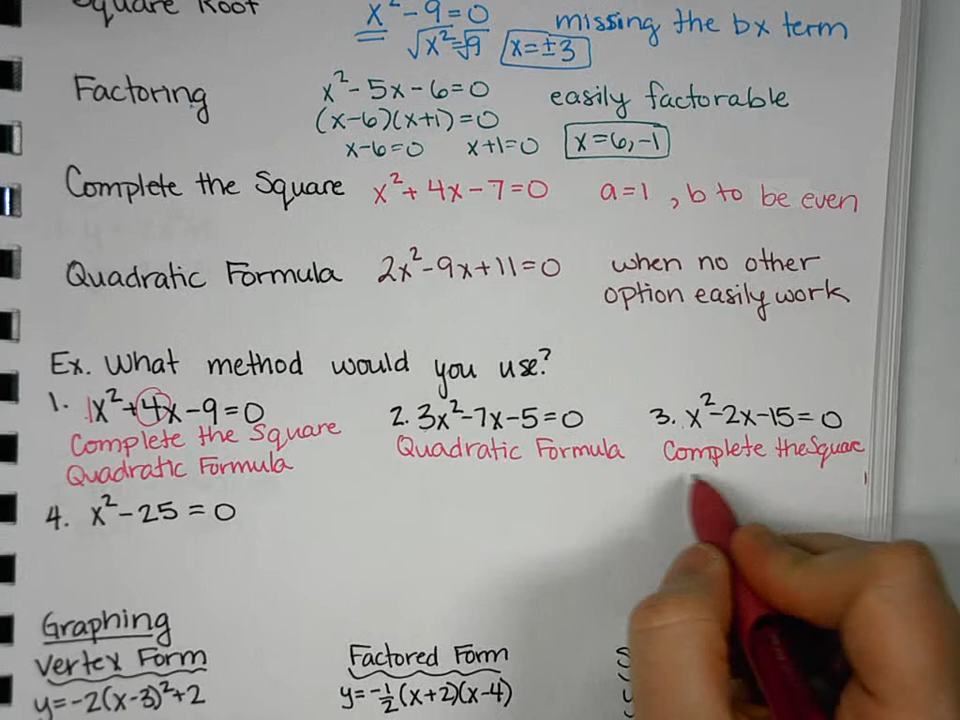 Square Root
x² - 9 = 0 missing the bx term
√x² = √9 x = ±3
Factoring x² - 5x - 6 = 0 easily factorable
(x-6)(x+1) = 0
x-6=0 x+1=0 x=6,-1
Complete the Square x² + 4x - 7 = 0 a=1, b to be even
Quadratic Formula 2x² - 9x + 11 = 0 when no other
option easily work
Ex. What method would you use?
1. 1x² + 4x - 9 = 0 2. 3x² - 7x - 5 = 0 3. x² - 2x - 15 = 0
Complete the Square Quadratic Formula Complete the Square
Quadratic Formula
4. x² - 25 = 0
Graphing
Vertex Form Factored Form
y = -2(x-3)² + 2 y = -½(x+2)(x-4)